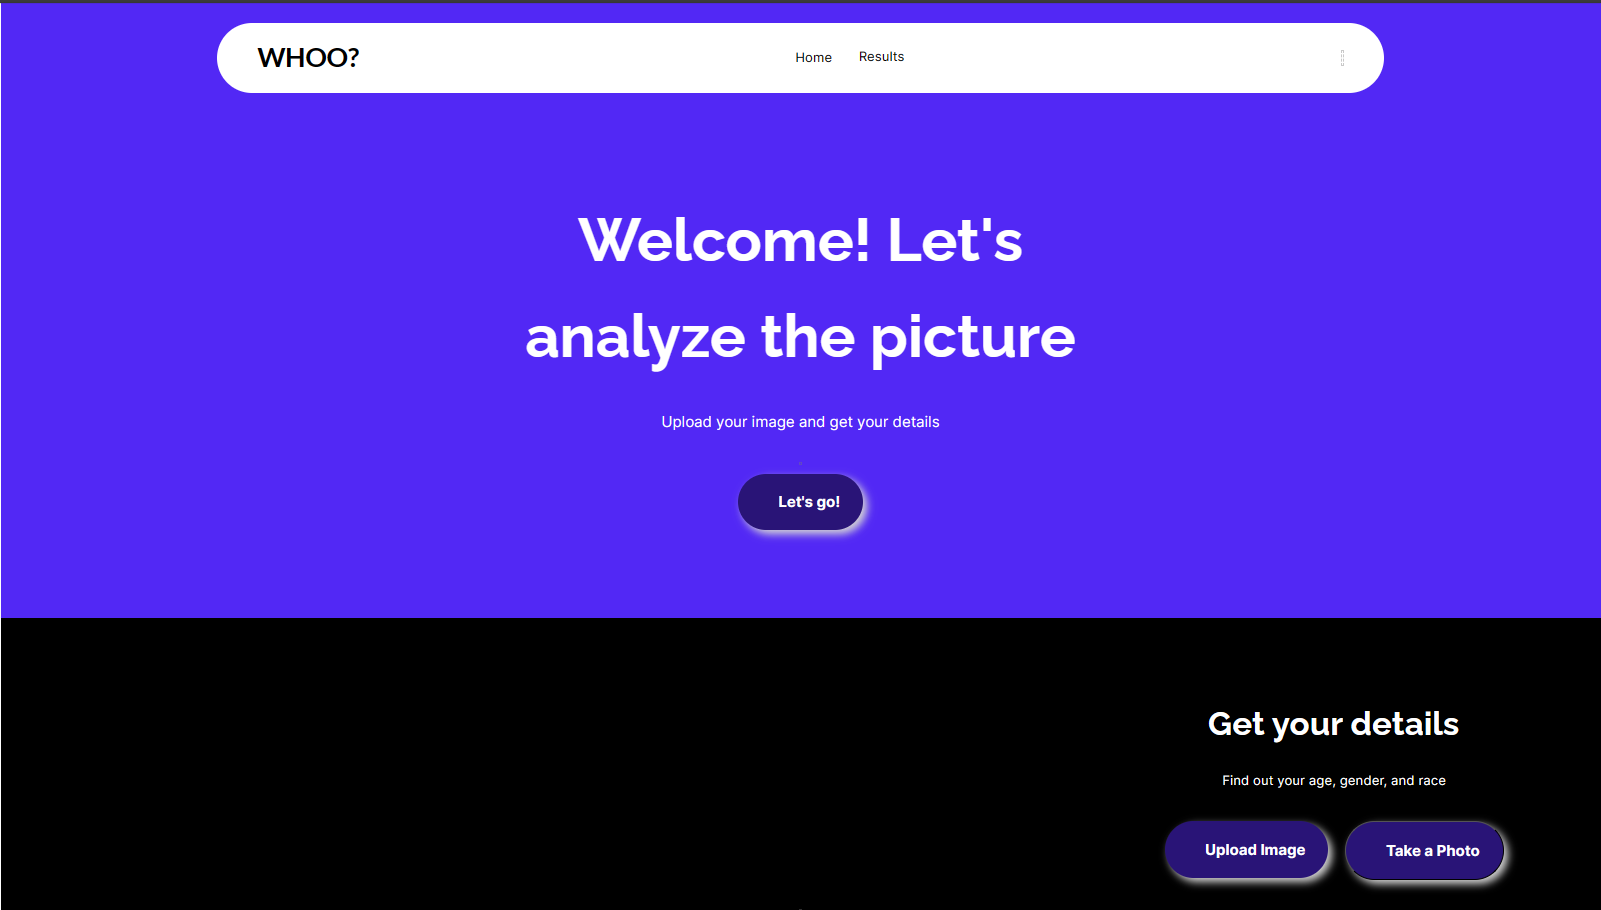 WHOO?
Home
Results
Welcome! Let's
analyze the picture
Upload your image and get your details
Let's go!
Get your details
Find out your age, gender, and race
Upload Image
Take a Photo